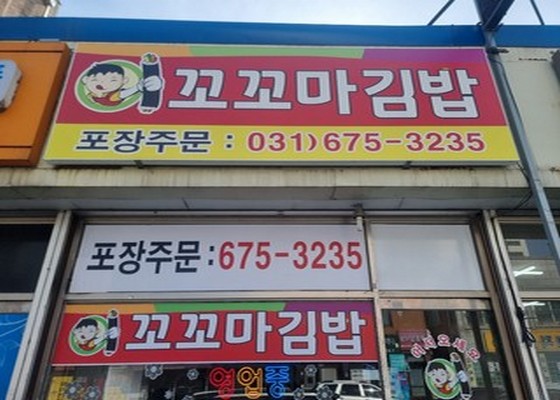 꼬꼬마김밥
포장주문 : 031)675-3235
포장주문:675-3235
꼬꼬마김밥
어서오세요
영업중